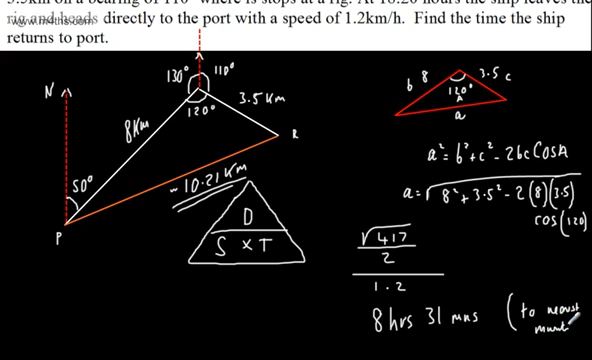 3.5km on a bearing of 110° where is stops at a rig. At 18:20 hours the ship leaves the
rig and heads directly to the port with a speed of 1.2km/h. Find the time the ship
returns to port.
www.m4ths.com
N
130° 110°
120°
8km
3.5 Km
50°
P
R
~ 10.21 Km
D
S × T
b 8
3.5 c
120°
A
a
a² = b² + c² - 2bc CosA
a = √8² + 3.5² - 2(8)(3.5)
cos(120)
√417
2
1.2
8 hrs 31 mns (to nearest